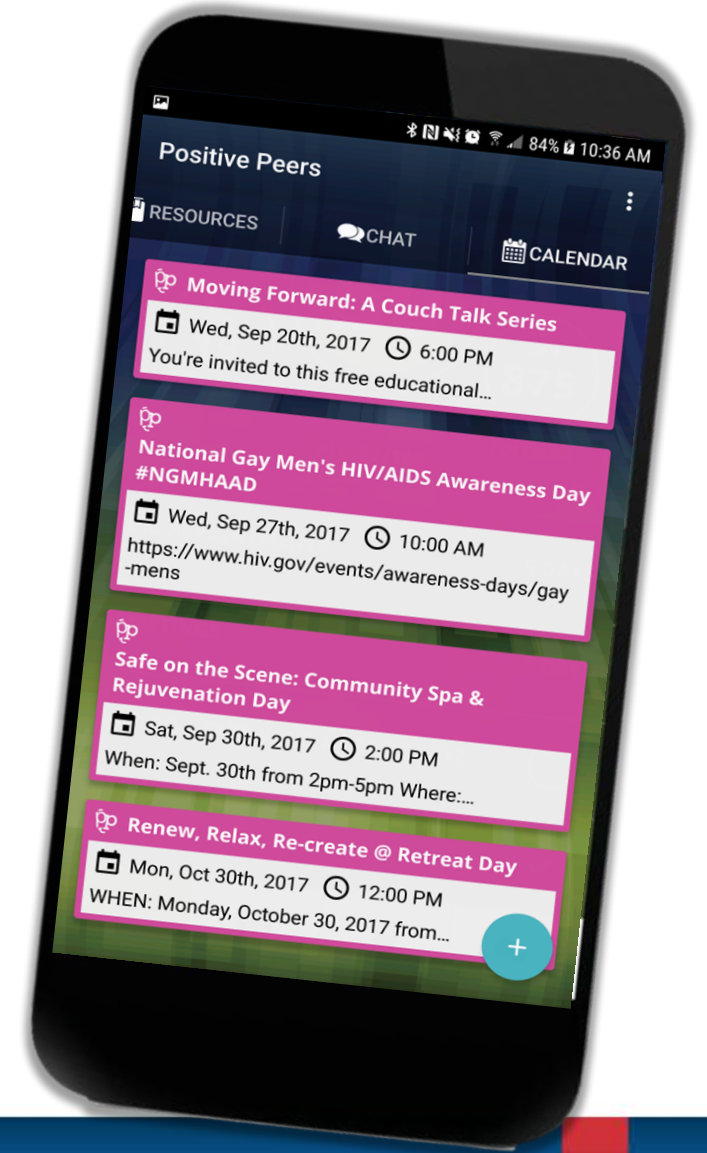 84% 10:36 AM
Positive Peers
RESOURCES CHAT CALENDAR
pp Moving Forward: A Couch Talk Series
Wed, Sep 20th, 2017 6:00 PM
You're invited to this free educational...
pp
National Gay Men's HIV/AIDS Awareness Day
#NGMHAAD
Wed, Sep 27th, 2017 10:00 AM
https://www.hiv.gov/events/awareness-days/gay
-mens
pp
Safe on the Scene: Community Spa &
Rejuvenation Day
Sat, Sep 30th, 2017 2:00 PM
When: Sept. 30th from 2pm-5pm Where:...
pp Renew, Relax, Re-create @ Retreat Day
Mon, Oct 30th, 2017 12:00 PM
WHEN: Monday, October 30, 2017 from...
+